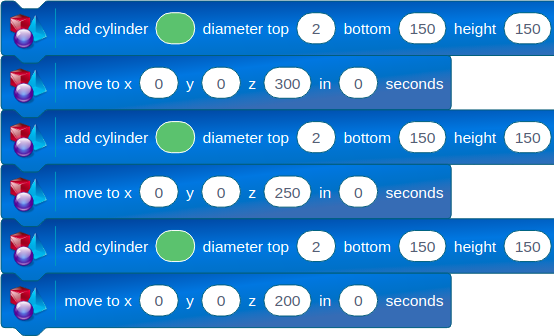 add cylinder diameter top 2 bottom 150 height 150
move to x 0 y 0 z 300 in 0 seconds
add cylinder diameter top 2 bottom 150 height 150
move to x 0 y 0 z 250 in 0 seconds
add cylinder diameter top 2 bottom 150 height 150
move to x 0 y 0 z 200 in 0 seconds